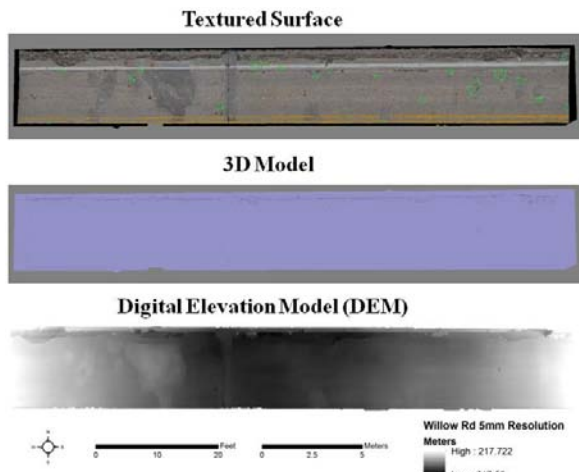 Textured Surface
3D Model
Digital Elevation Model (DEM)
Willow Rd 5mm Resolution
Meters
High : 217.722
Feet
0 10 20
Meters
0 2.5 5